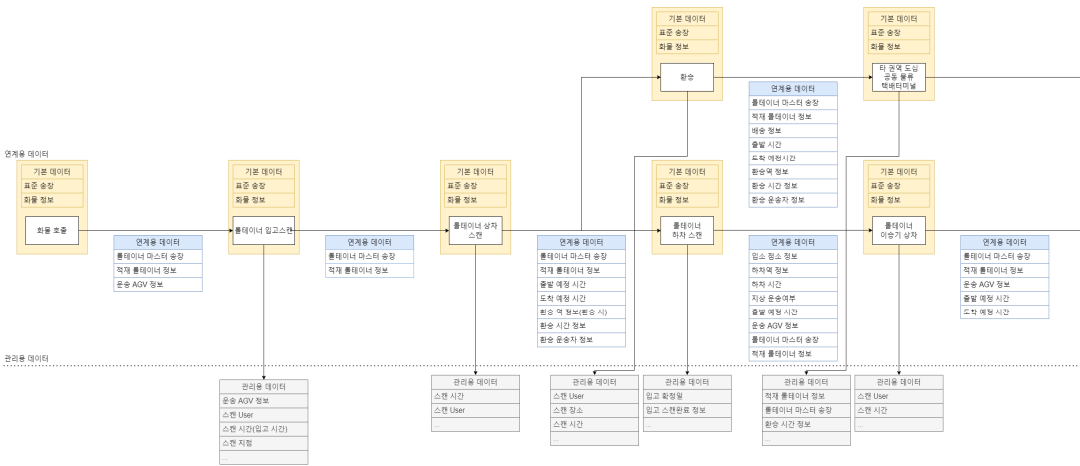 기본 데이터
표준 송장
화물 정보
환승
기본 데이터
표준 송장
화물 정보
타 권역 도심
공동 물류
택배터미널
연계용 데이터
롤테이너 마스터 송장
적재 롤테이너 정보
배송 정보
출발 시간
도착 예정시간
환승역 정보
환승 시간 정보
환승 운송자 정보
연계용 데이터
기본 데이터
표준 송장
화물 정보
화물 호출
연계용 데이터
롤테이너 마스터 송장
적재 롤테이너 정보
운송 AGV 정보
기본 데이터
표준 송장
화물 정보
롤테이너 입고스캔
연계용 데이터
롤테이너 마스터 송장
적재 롤테이너 정보
기본 데이터
표준 송장
화물 정보
롤테이너 상차
스캔
연계용 데이터
롤테이너 마스터 송장
적재 롤테이너 정보
출발 예정 시간
도착 예정 시간
환승 역 정보(환승 시)
환승 시간 정보
환승 운송자 정보
기본 데이터
표준 송장
화물 정보
롤테이너
하차 스캔
연계용 데이터
입소 점소 정보
하차역 정보
하차 시간
지상 운송여부
출발 예정 시간
운송 AGV 정보
롤테이너 마스터 송장
적재 롤테이너 정보
기본 데이터
표준 송장
화물 정보
롤테이너
이송기 상차
연계용 데이터
롤테이너 마스터 송장
적재 롤테이너 정보
운송 AGV 정보
출발 예정 시간
도착 예정 시간
관리용 데이터
관리용 데이터
운송 AGV 정보
스캔 User
스캔 시간(입고 시간)
스캔 지점
...
관리용 데이터
스캔 시간
스캔 User
...
관리용 데이터
스캔 User
스캔 장소
스캔 시간
...
관리용 데이터
입고 확정일
입고 스캔완료 정보
...
관리용 데이터
적재 롤테이너 정보
롤테이너 마스터 송장
환승 시간 정보
...
관리용 데이터
스캔 User
스캔 시간
...